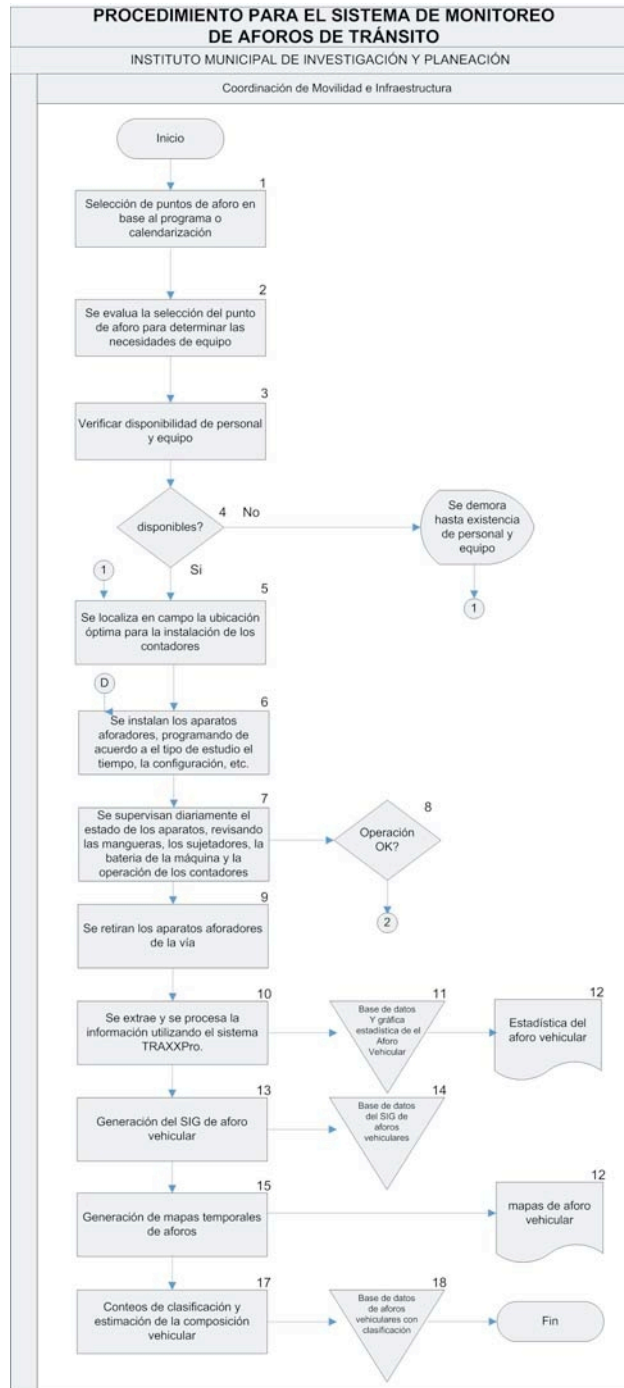 PROCEDIMIENTO PARA EL SISTEMA DE MONITOREO
DE AFOROS DE TRÁNSITO
INSTITUTO MUNICIPAL DE INVESTIGACIÓN Y PLANEACIÓN
Coordinación de Movilidad e Infraestructura
Inicio
1
Selección de puntos de aforo en
base al programa o
calendarización
2
Se evalua la selección del punto
de aforo para determinar las
necesidades de equipo
3
Verificar disponibilidad de personal
y equipo
4
disponibles?
No
Se demora
hasta existencia
de personal y
equipo
1
Si
1
5
Se localiza en campo la ubicación
óptima para la instalación de los
contadores
D
6
Se instalan los aparatos
aforadores, programando de
acuerdo a el tipo de estudio el
tiempo, la configuración, etc.
7
Se supervisan diariamente el
estado de los aparatos, revisando
las mangueras, los sujetadores, la
batería de la máquina y la
operación de los contadores
8
Operación
OK?
2
9
Se retiran los aparatos aforadores
de la vía
10
Se extrae y se procesa la
información utilizando el sistema
TRAXXPro.
11
Base de datos
Y gráfica
estadística de el
Aforo
Vehicular
12
Estadística del
aforo vehicular
13
Generación del SIG de aforo
vehicular
14
Base de datos
del SIG de
aforos
vehiculares
15
Generación de mapas temporales
de aforos
12
mapas de aforo
vehicular
17
Conteos de clasificación y
estimación de la composición
vehicular
18
Base de datos
de aforos
vehiculares con
clasificación
Fin